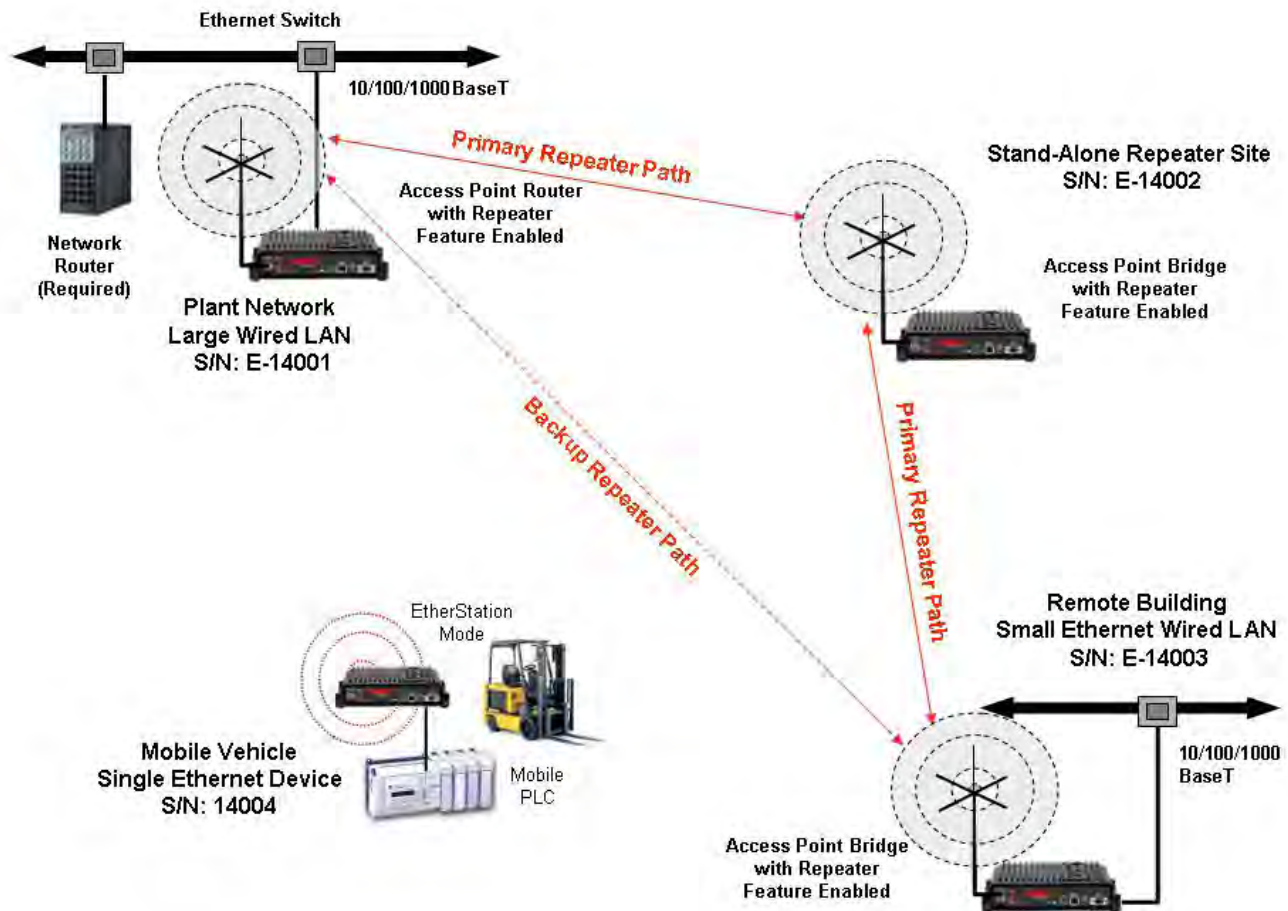 Ethernet Switch
10/100/1000 BaseT
Network
Router
(Required)
Plant Network
Large Wired LAN
S/N: E-14001
Access Point Router
with Repeater
Feature Enabled
Primary Repeater Path
Stand-Alone Repeater Site
S/N: E-14002
Access Point Bridge
with Repeater
Feature Enabled
Backup Repeater Path
Primary Repeater Path
EtherStation
Mode
Mobile Vehicle
Single Ethernet Device
S/N: 14004
Mobile
PLC
Remote Building
Small Ethernet Wired LAN
S/N: E-14003
10/100/1000
BaseT
Access Point Bridge
with Repeater
Feature Enabled